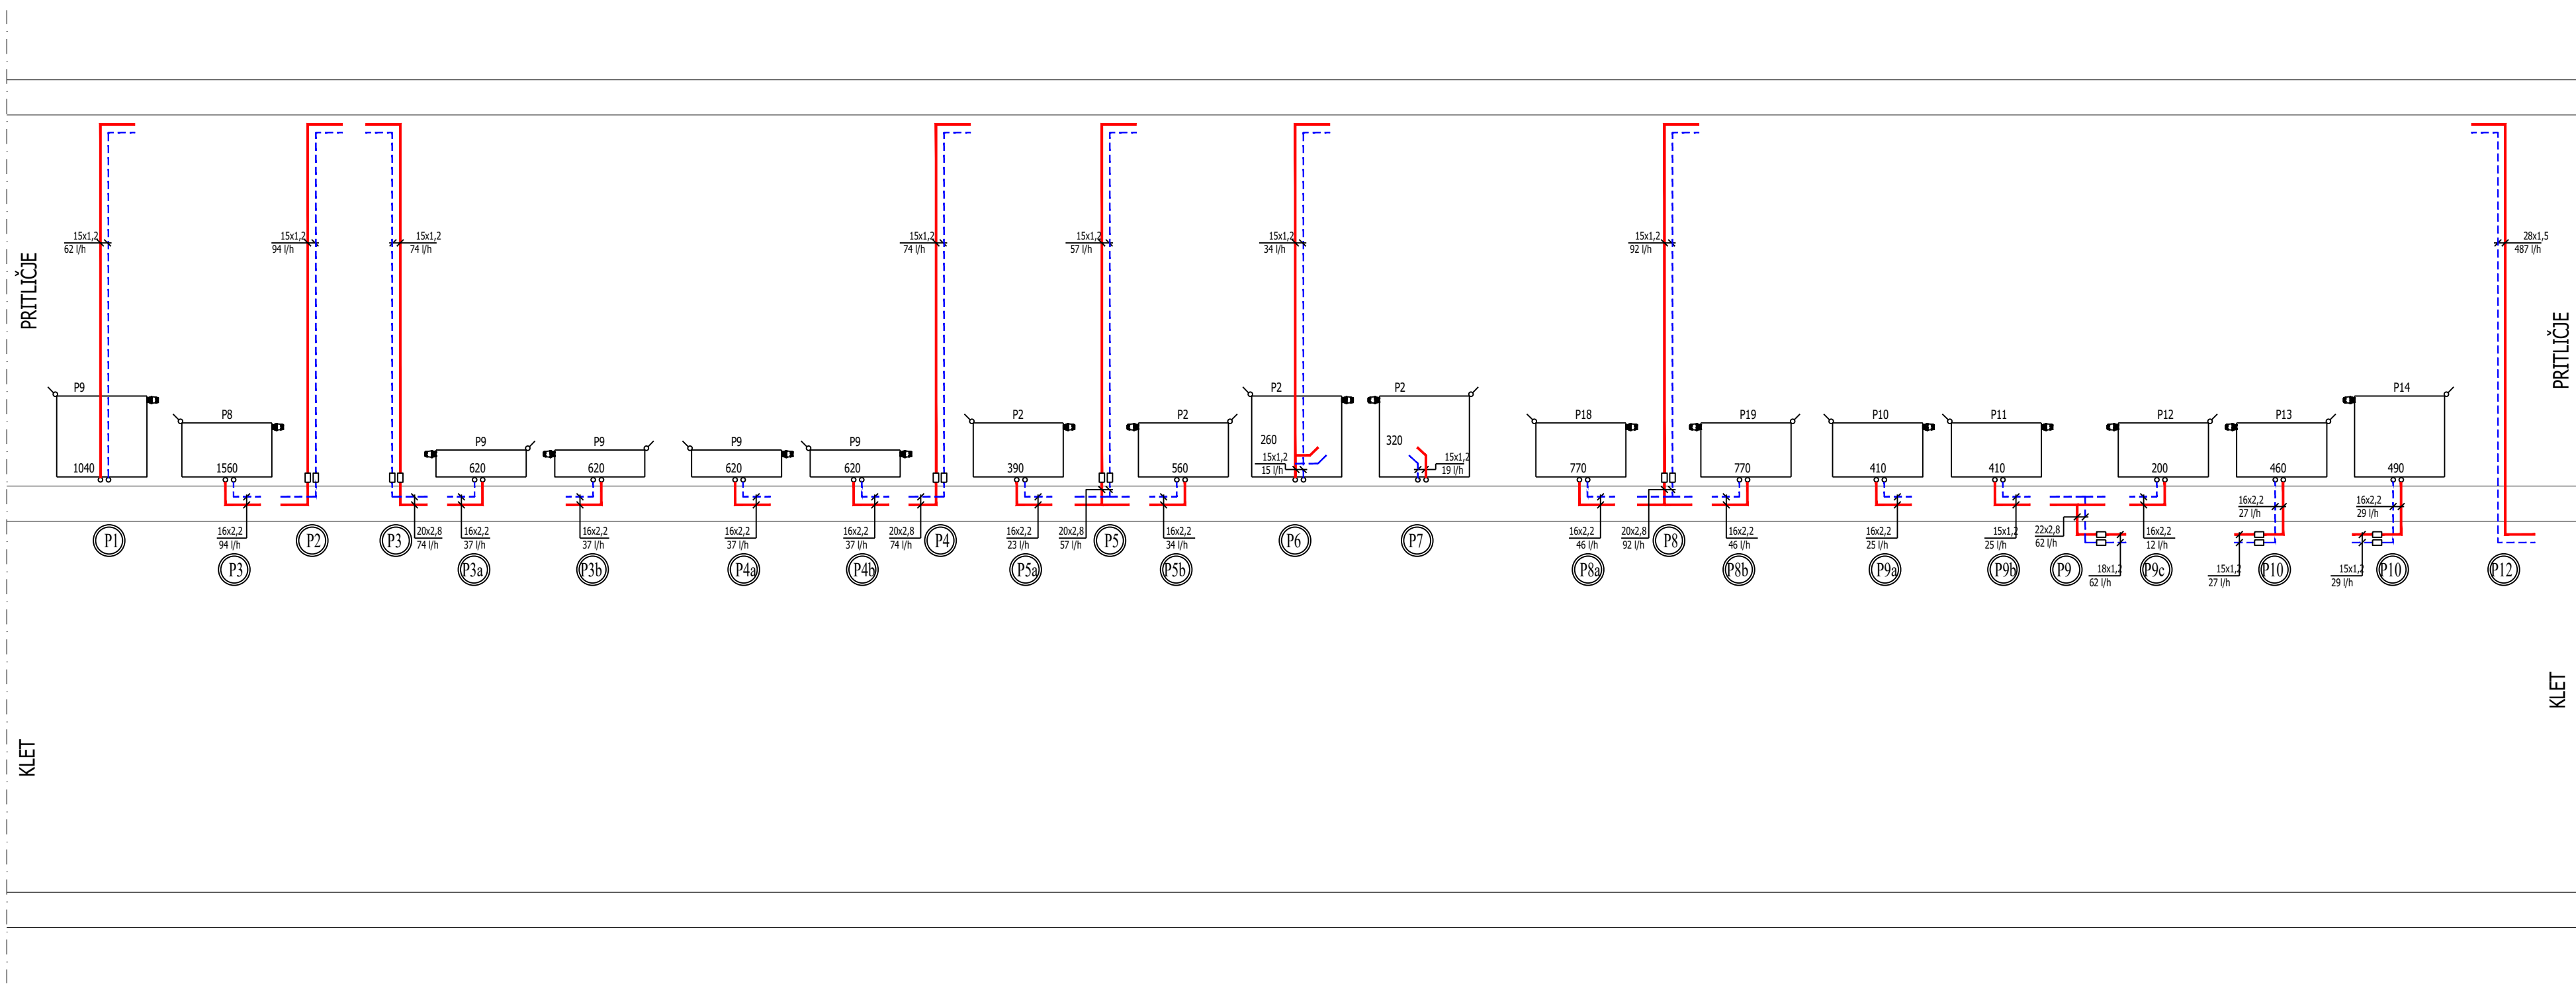 15x1,2
62 l/h
15x1,2
94 l/h
15x1,2
74 l/h
15x1,2
74 l/h
15x1,2
57 l/h
15x1,2
34 l/h
15x1,2
92 l/h
28x1,5
487 l/h
PRITLIČJE
PRITLIČJE
P9
1040
P8
1560
P9
620
P9
620
P9
620
P9
620
P2
390
P2
560
P2
260
15x1,2
15 l/h
P2
320
15x1,2
19 l/h
P18
770
P19
770
P10
410
P11
410
P12
200
P13
460
P14
490
16x2,2
94 l/h
20x2,8
74 l/h
16x2,2
37 l/h
16x2,2
37 l/h
16x2,2
37 l/h
16x2,2
37 l/h
20x2,8
74 l/h
16x2,2
23 l/h
20x2,8
57 l/h
16x2,2
34 l/h
16x2,2
46 l/h
20x2,8
92 l/h
16x2,2
46 l/h
16x2,2
25 l/h
15x1,2
25 l/h
22x2,8
62 l/h
18x1,2
62 l/h
16x2,2
12 l/h
16x2,2
27 l/h
15x1,2
27 l/h
16x2,2
29 l/h
15x1,2
29 l/h
P1
P2
P3
P4
P5
P6
P7
P8
P3
P3a
P3b
P4a
P4b
P5a
P5b
P8a
P8b
P9a
P9b
P9
P9c
P10
P10
P12
KLET
KLET